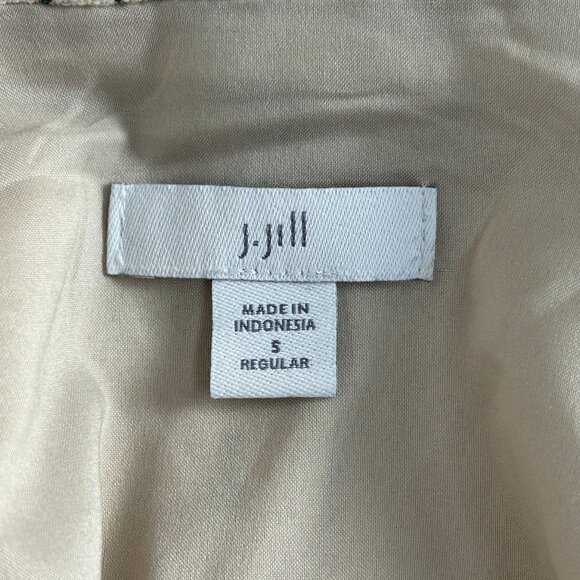 J.Jill
MADE IN
INDONESIA
S
REGULAR